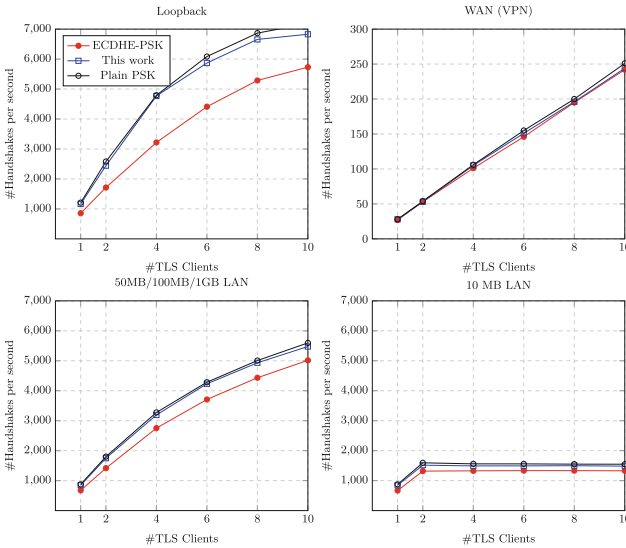 Loopback
7,000
6,000
5,000
4,000
3,000
2,000
1,000
#Handshakes per second
ECDHE-PSK
This work
Plain PSK
1 2 4 6 8 10
#TLS Clients
WAN (VPN)
300
250
200
150
100
50
0
#Handshakes per second
1 2 4 6 8 10
#TLS Clients
50MB/100MB/1GB LAN
7,000
6,000
5,000
4,000
3,000
2,000
1,000
#Handshakes per second
1 2 4 6 8 10
#TLS Clients
10 MB LAN
7,000
6,000
5,000
4,000
3,000
2,000
1,000
#Handshakes per second
1 2 4 6 8 10
#TLS Clients